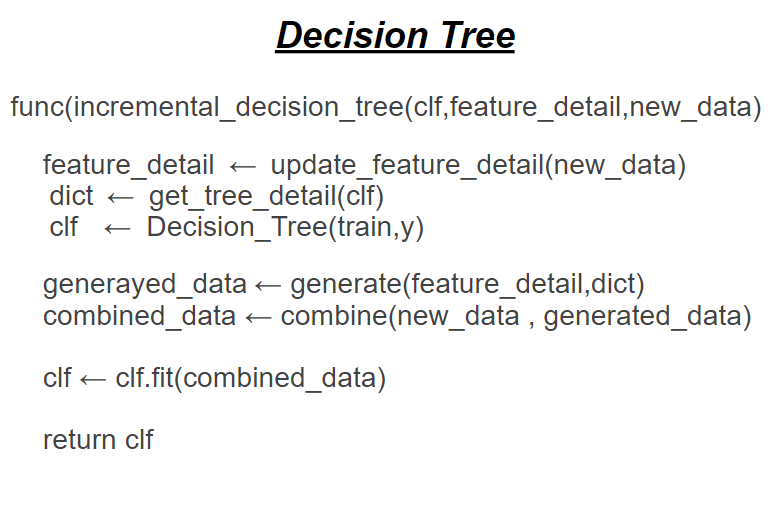 Decision Tree
func(incremental_decision_tree(clf,feature_detail,new_data)
feature_detail ← update_feature_detail(new_data)
dict ← get_tree_detail(clf)
clf ← Decision_Tree(train,y)
generayed_data ← generate(feature_detail,dict)
combined_data ← combine(new_data , generated_data)
clf ← clf.fit(combined_data)
return clf